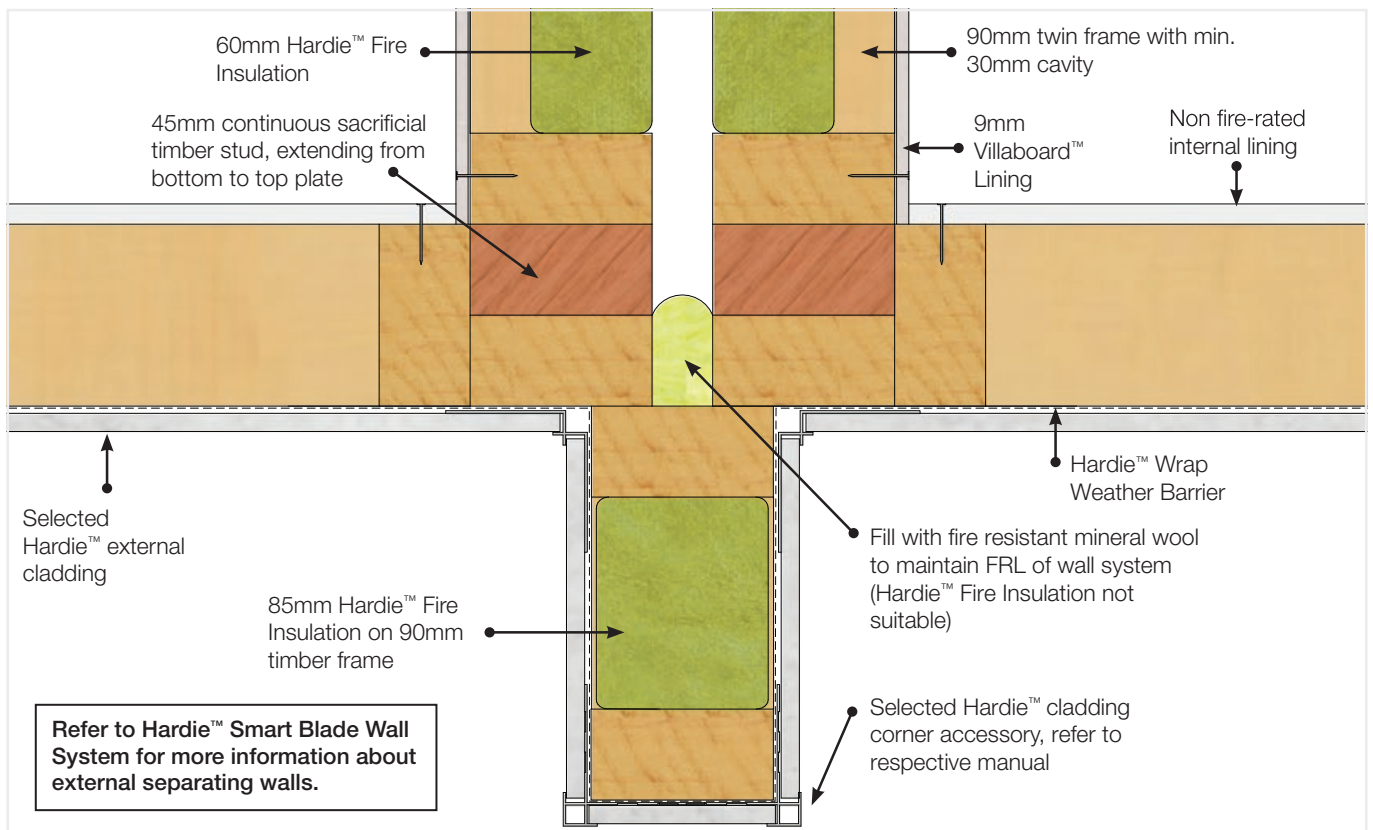 60mm Hardie™ Fire
Insulation
45mm continuous sacrificial
timber stud, extending from
bottom to top plate
90mm twin frame with min.
30mm cavity
9mm
Villaboard™
Lining
Non fire-rated
internal lining
Selected
Hardie™ external
cladding
85mm Hardie™ Fire
Insulation on 90mm
timber frame
Hardie™ Wrap
Weather Barrier
Fill with fire resistant mineral wool
to maintain FRL of wall system
(Hardie™ Fire Insulation not
suitable)
Selected Hardie™ cladding
corner accessory, refer to
respective manual
Refer to Hardie™ Smart Blade Wall
System for more information about
external separating walls.